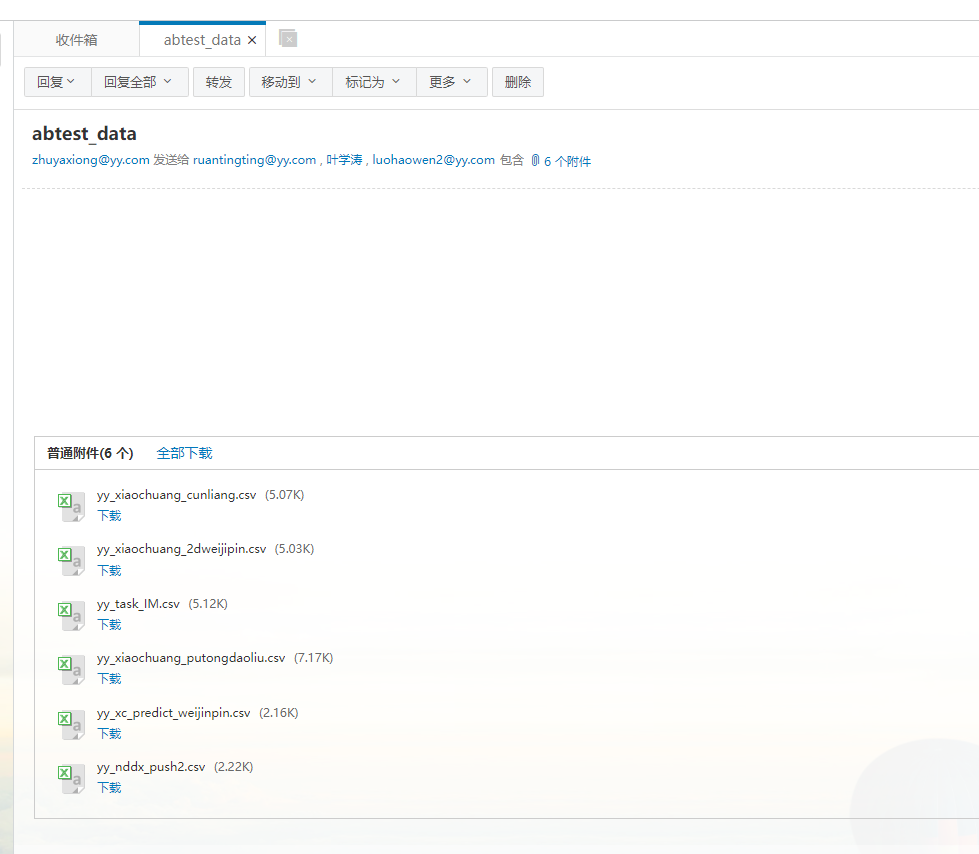 收件箱 abtest_data ×
回复 回复全部 转发 移动到 标记为 更多 删除
abtest_data
zhuyaxiong@yy.com 发送给 ruantingting@yy.com , 叶学涛 , luohaowen2@yy.com 包含 6 个附件
普通附件(6 个) 全部下载
yy_xiaochuang_cunliang.csv (5.07K)
下载
yy_xiaochuang_2dweijipin.csv (5.03K)
下载
yy_task_IM.csv (5.12K)
下载
yy_xiaochuang_putongdaoliu.csv (7.17K)
下载
yy_xc_predict_weijinpin.csv (2.16K)
下载
yy_nddx_push2.csv (2.22K)
下载